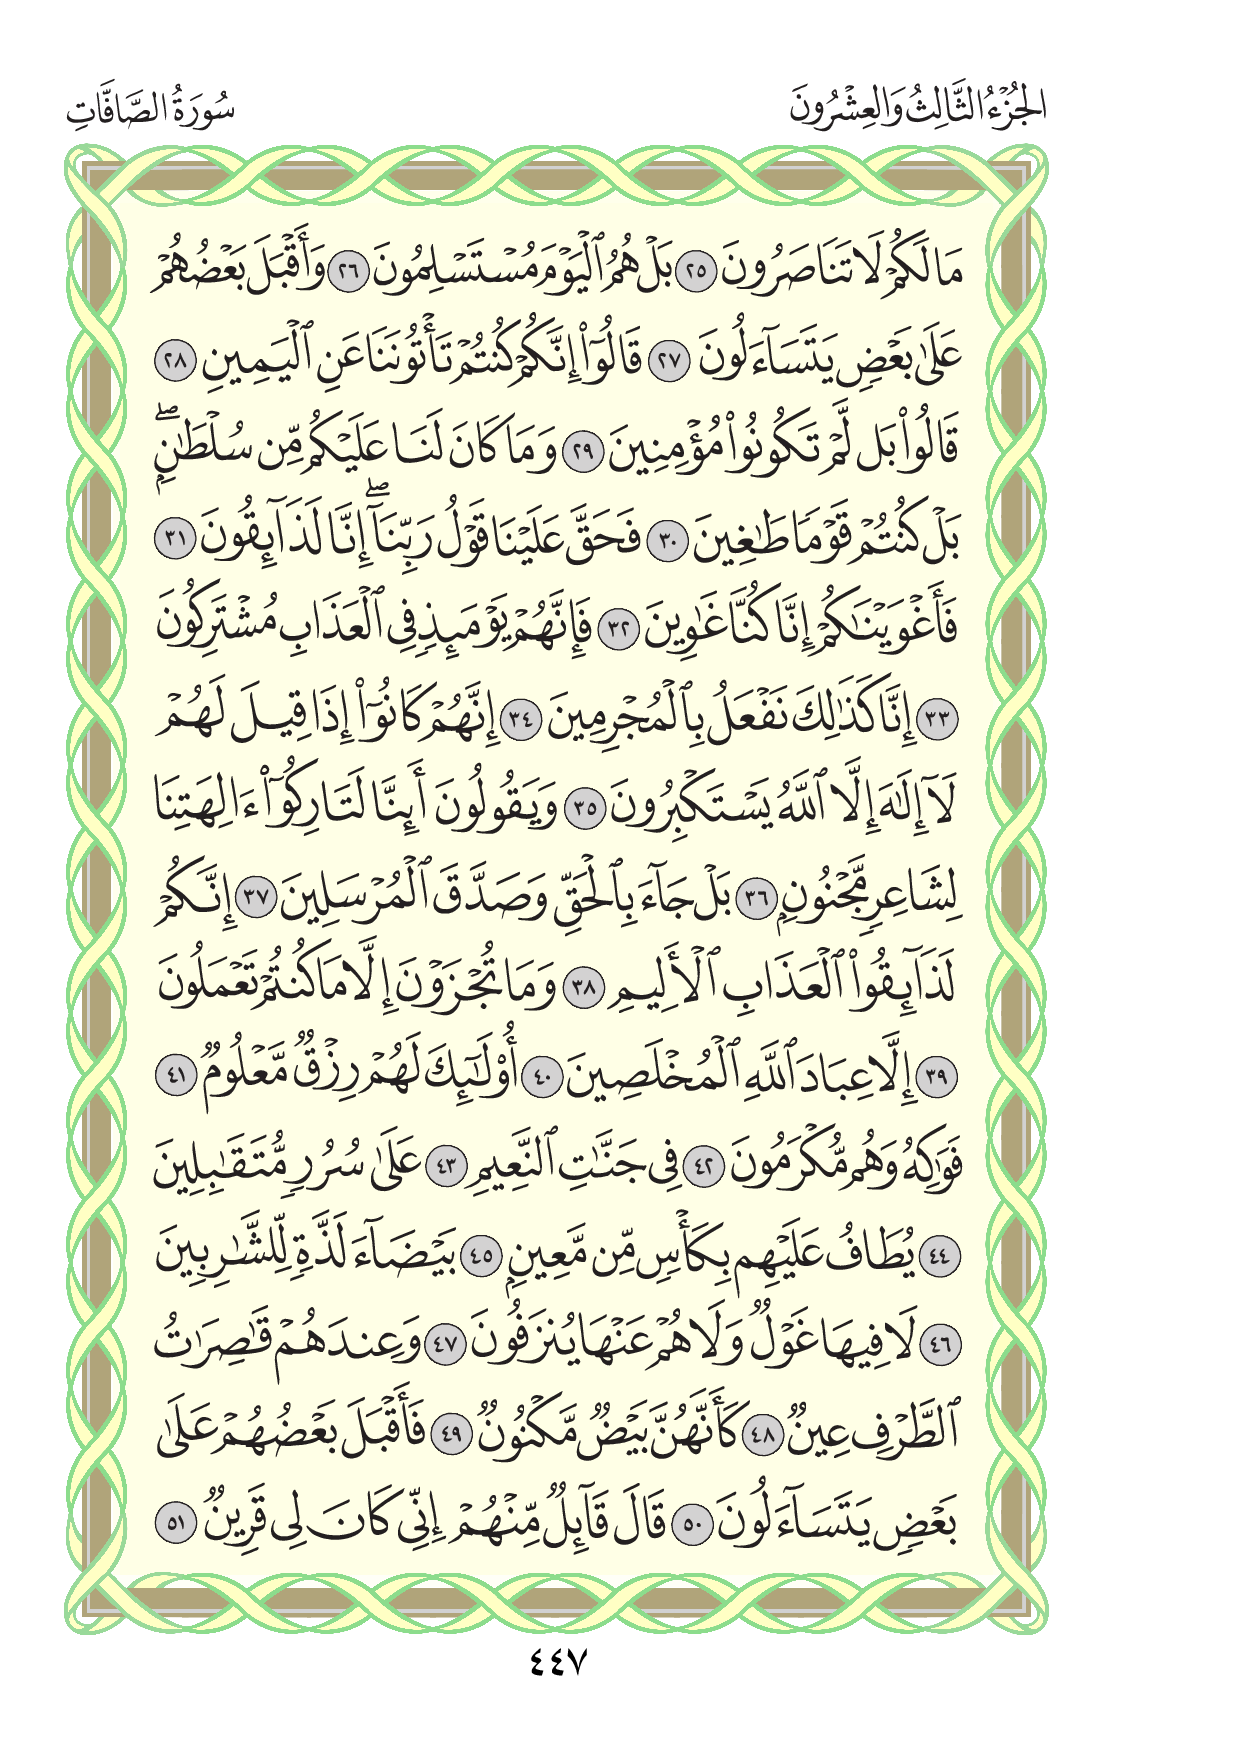 الجُزْءُ الثَّالِثُ وَالعِشْرُونَ
سُورَةُ الصَّافَّاتِ
مَا لَكُمْ لَا تَنَاصَرُونَ ٢٥ بَلْ هُمُ ٱلْيَوْمَ مُسْتَسْلِمُونَ ٢٦ وَأَقْبَلَ بَعْضُهُمْ
عَلَىٰ بَعْضٍ يَتَسَآءَلُونَ ٢٧ قَالُوٓا۟ إِنَّكُمْ كُنتُمْ تَأْتُونَنَا عَنِ ٱلْيَمِينِ ٢٨
قَالُوا۟ بَل لَّمْ تَكُونُوا۟ مُؤْمِنِينَ ٢٩ وَمَا كَانَ لَنَا عَلَيْكُم مِّن سُلْطَـٰنٍۭ ۖ
بَلْ كُنتُمْ قَوْمًا طَـٰغِينَ ٣٠ فَحَقَّ عَلَيْنَا قَوْلُ رَبِّنَآ ۖ إِنَّا لَذَآئِقُونَ ٣١
فَأَغْوَيْنَـٰكُمْ إِنَّا كُنَّا غَـٰوِينَ ٣٢ فَإِنَّهُمْ يَوْمَئِذٍ فِى ٱلْعَذَابِ مُشْتَرِكُونَ
٣٣ إِنَّا كَذَٰلِكَ نَفْعَلُ بِٱلْمُجْرِمِينَ ٣٤ إِنَّهُمْ كَانُوٓا۟ إِذَا قِيلَ لَهُمْ
لَآ إِلَـٰهَ إِلَّا ٱللَّهُ يَسْتَكْبِرُونَ ٣٥ وَيَقُولُونَ أَئِنَّا لَتَارِكُوٓا۟ ءَالِهَتِنَا
لِشَاعِرٍ مَّجْنُونٍۭ ٣٦ بَلْ جَآءَ بِٱلْحَقِّ وَصَدَّقَ ٱلْمُرْسَلِينَ ٣٧ إِنَّكُمْ
لَذَآئِقُوا۟ ٱلْعَذَابِ ٱلْأَلِيمِ ٣٨ وَمَا تُجْزَوْنَ إِلَّا مَا كُنتُمْ تَعْمَلُونَ
٣٩ إِلَّا عِبَادَ ٱللَّهِ ٱلْمُخْلَصِينَ ٤٠ أُو۟لَـٰٓئِكَ لَهُمْ رِزْقٌ مَّعْلُومٌ ٤١
فَوَٰكِهُ وَهُم مُّكْرَمُونَ ٤٢ فِى جَنَّـٰتِ ٱلنَّعِيمِ ٤٣ عَلَىٰ سُرُرٍ مُّتَقَـٰبِلِينَ
٤٤ يُطَافُ عَلَيْهِم بِكَأْسٍ مِّن مَّعِينٍۭ ٤٥ بَيْضَآءَ لَذَّةٍ لِّلشَّـٰرِبِينَ
٤٦ لَا فِيهَا غَوْلٌ وَلَا هُمْ عَنْهَا يُنزَفُونَ ٤٧ وَعِندَهُمْ قَـٰصِرَٰتُ
ٱلطَّرْفِ عِينٌ ٤٨ كَأَنَّهُنَّ بَيْضٌ مَّكْنُونٌ ٤٩ فَأَقْبَلَ بَعْضُهُمْ عَلَىٰ
بَعْضٍ يَتَسَآءَلُونَ ٥٠ قَالَ قَآئِلٌ مِّنْهُمْ إِنِّى كَانَ لِى قَرِينٌ ٥١
٤٤٧